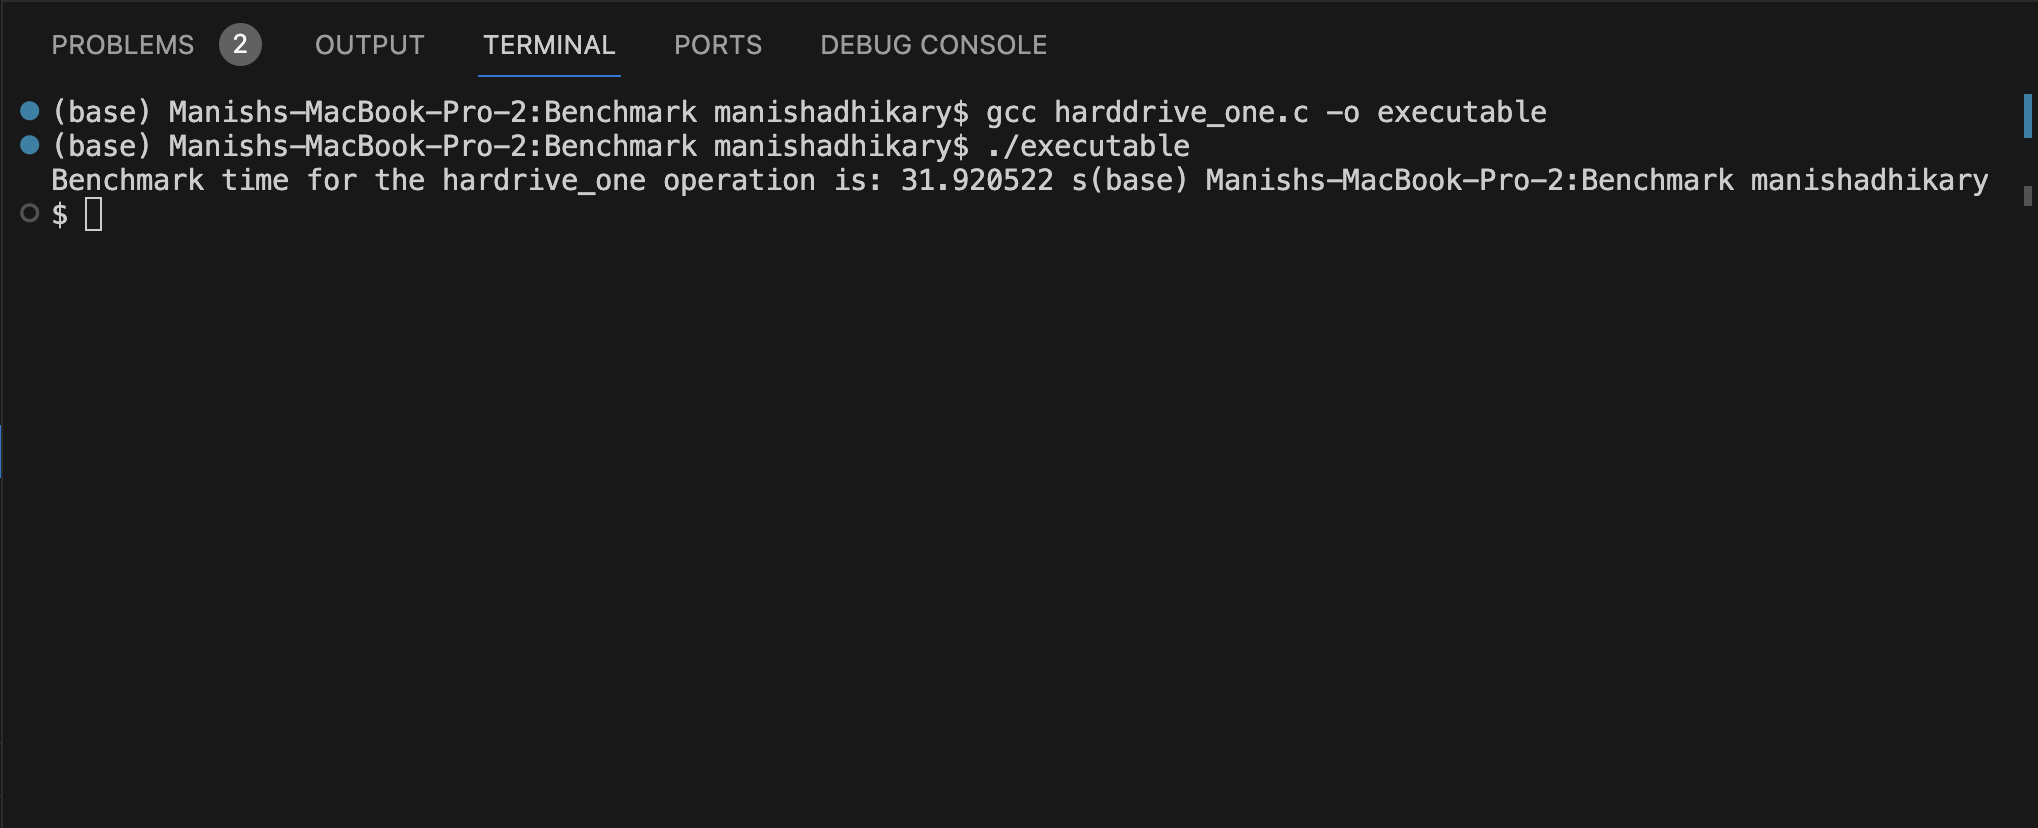 PROBLEMS 2 OUTPUT TERMINAL PORTS DEBUG CONSOLE
(base) Manishs-MacBook-Pro-2:Benchmark manishadhikary$ gcc harddrive_one.c -o executable
(base) Manishs-MacBook-Pro-2:Benchmark manishadhikary$ ./executable
Benchmark time for the hardrive_one operation is: 31.920522 s(base) Manishs-MacBook-Pro-2:Benchmark manishadhikary
$